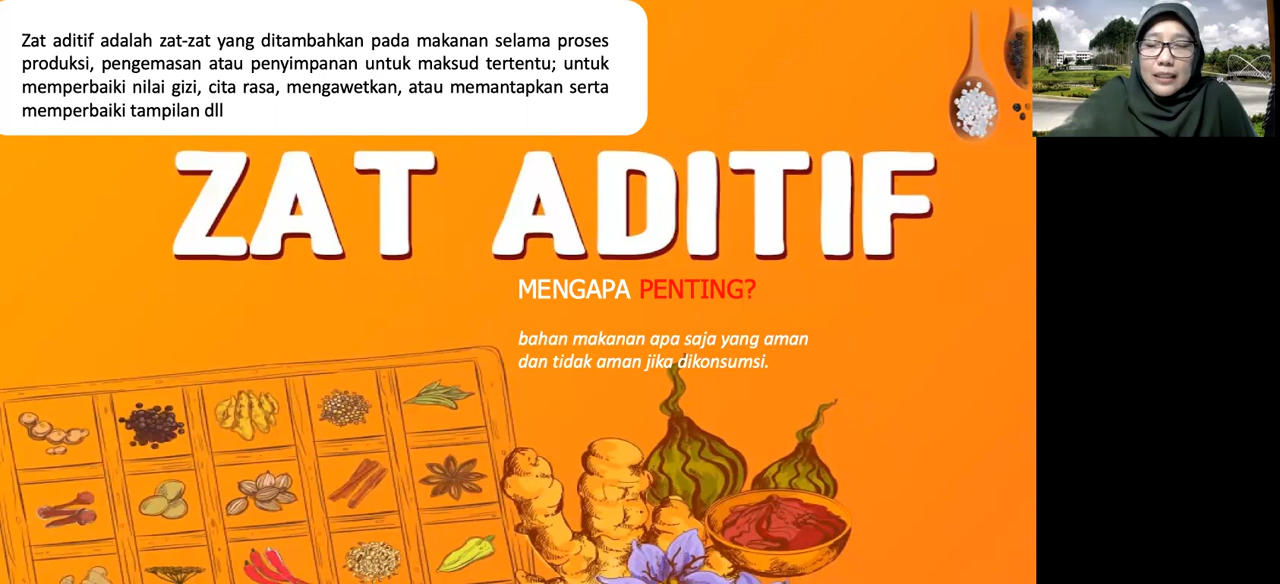 Zat aditif adalah zat-zat yang ditambahkan pada makanan selama proses
produksi, pengemasan atau penyimpanan untuk maksud tertentu; untuk
memperbaiki nilai gizi, cita rasa, mengawetkan, atau memantapkan serta
memperbaiki tampilan dll
ZAT ADITIF
MENGAPA PENTING?
bahan makanan apa saja yang aman
dan tidak aman jika dikonsumsi.